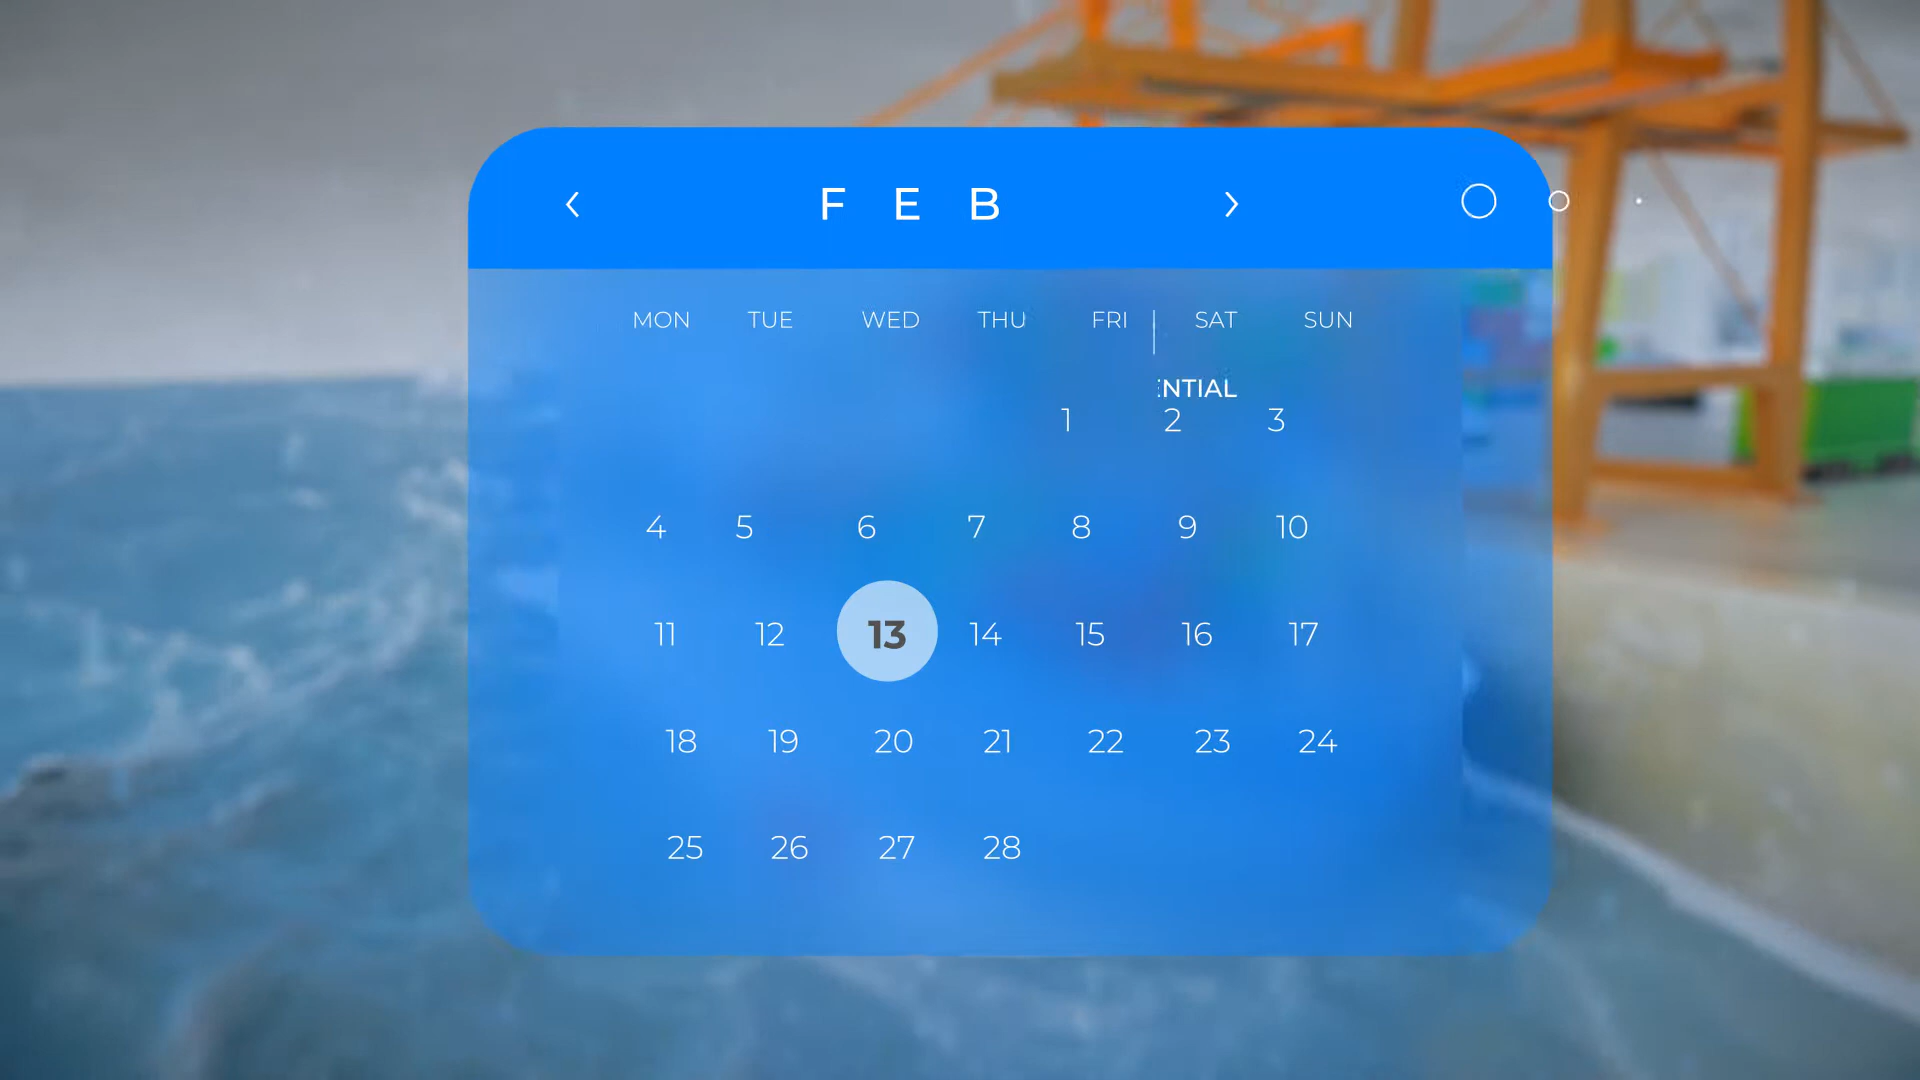 ‹ F E B ›
MON TUE WED THU FRI SAT SUN
NTIAL
1 2 3
4 5 6 7 8 9 10
11 12 13 14 15 16 17
18 19 20 21 22 23 24
25 26 27 28